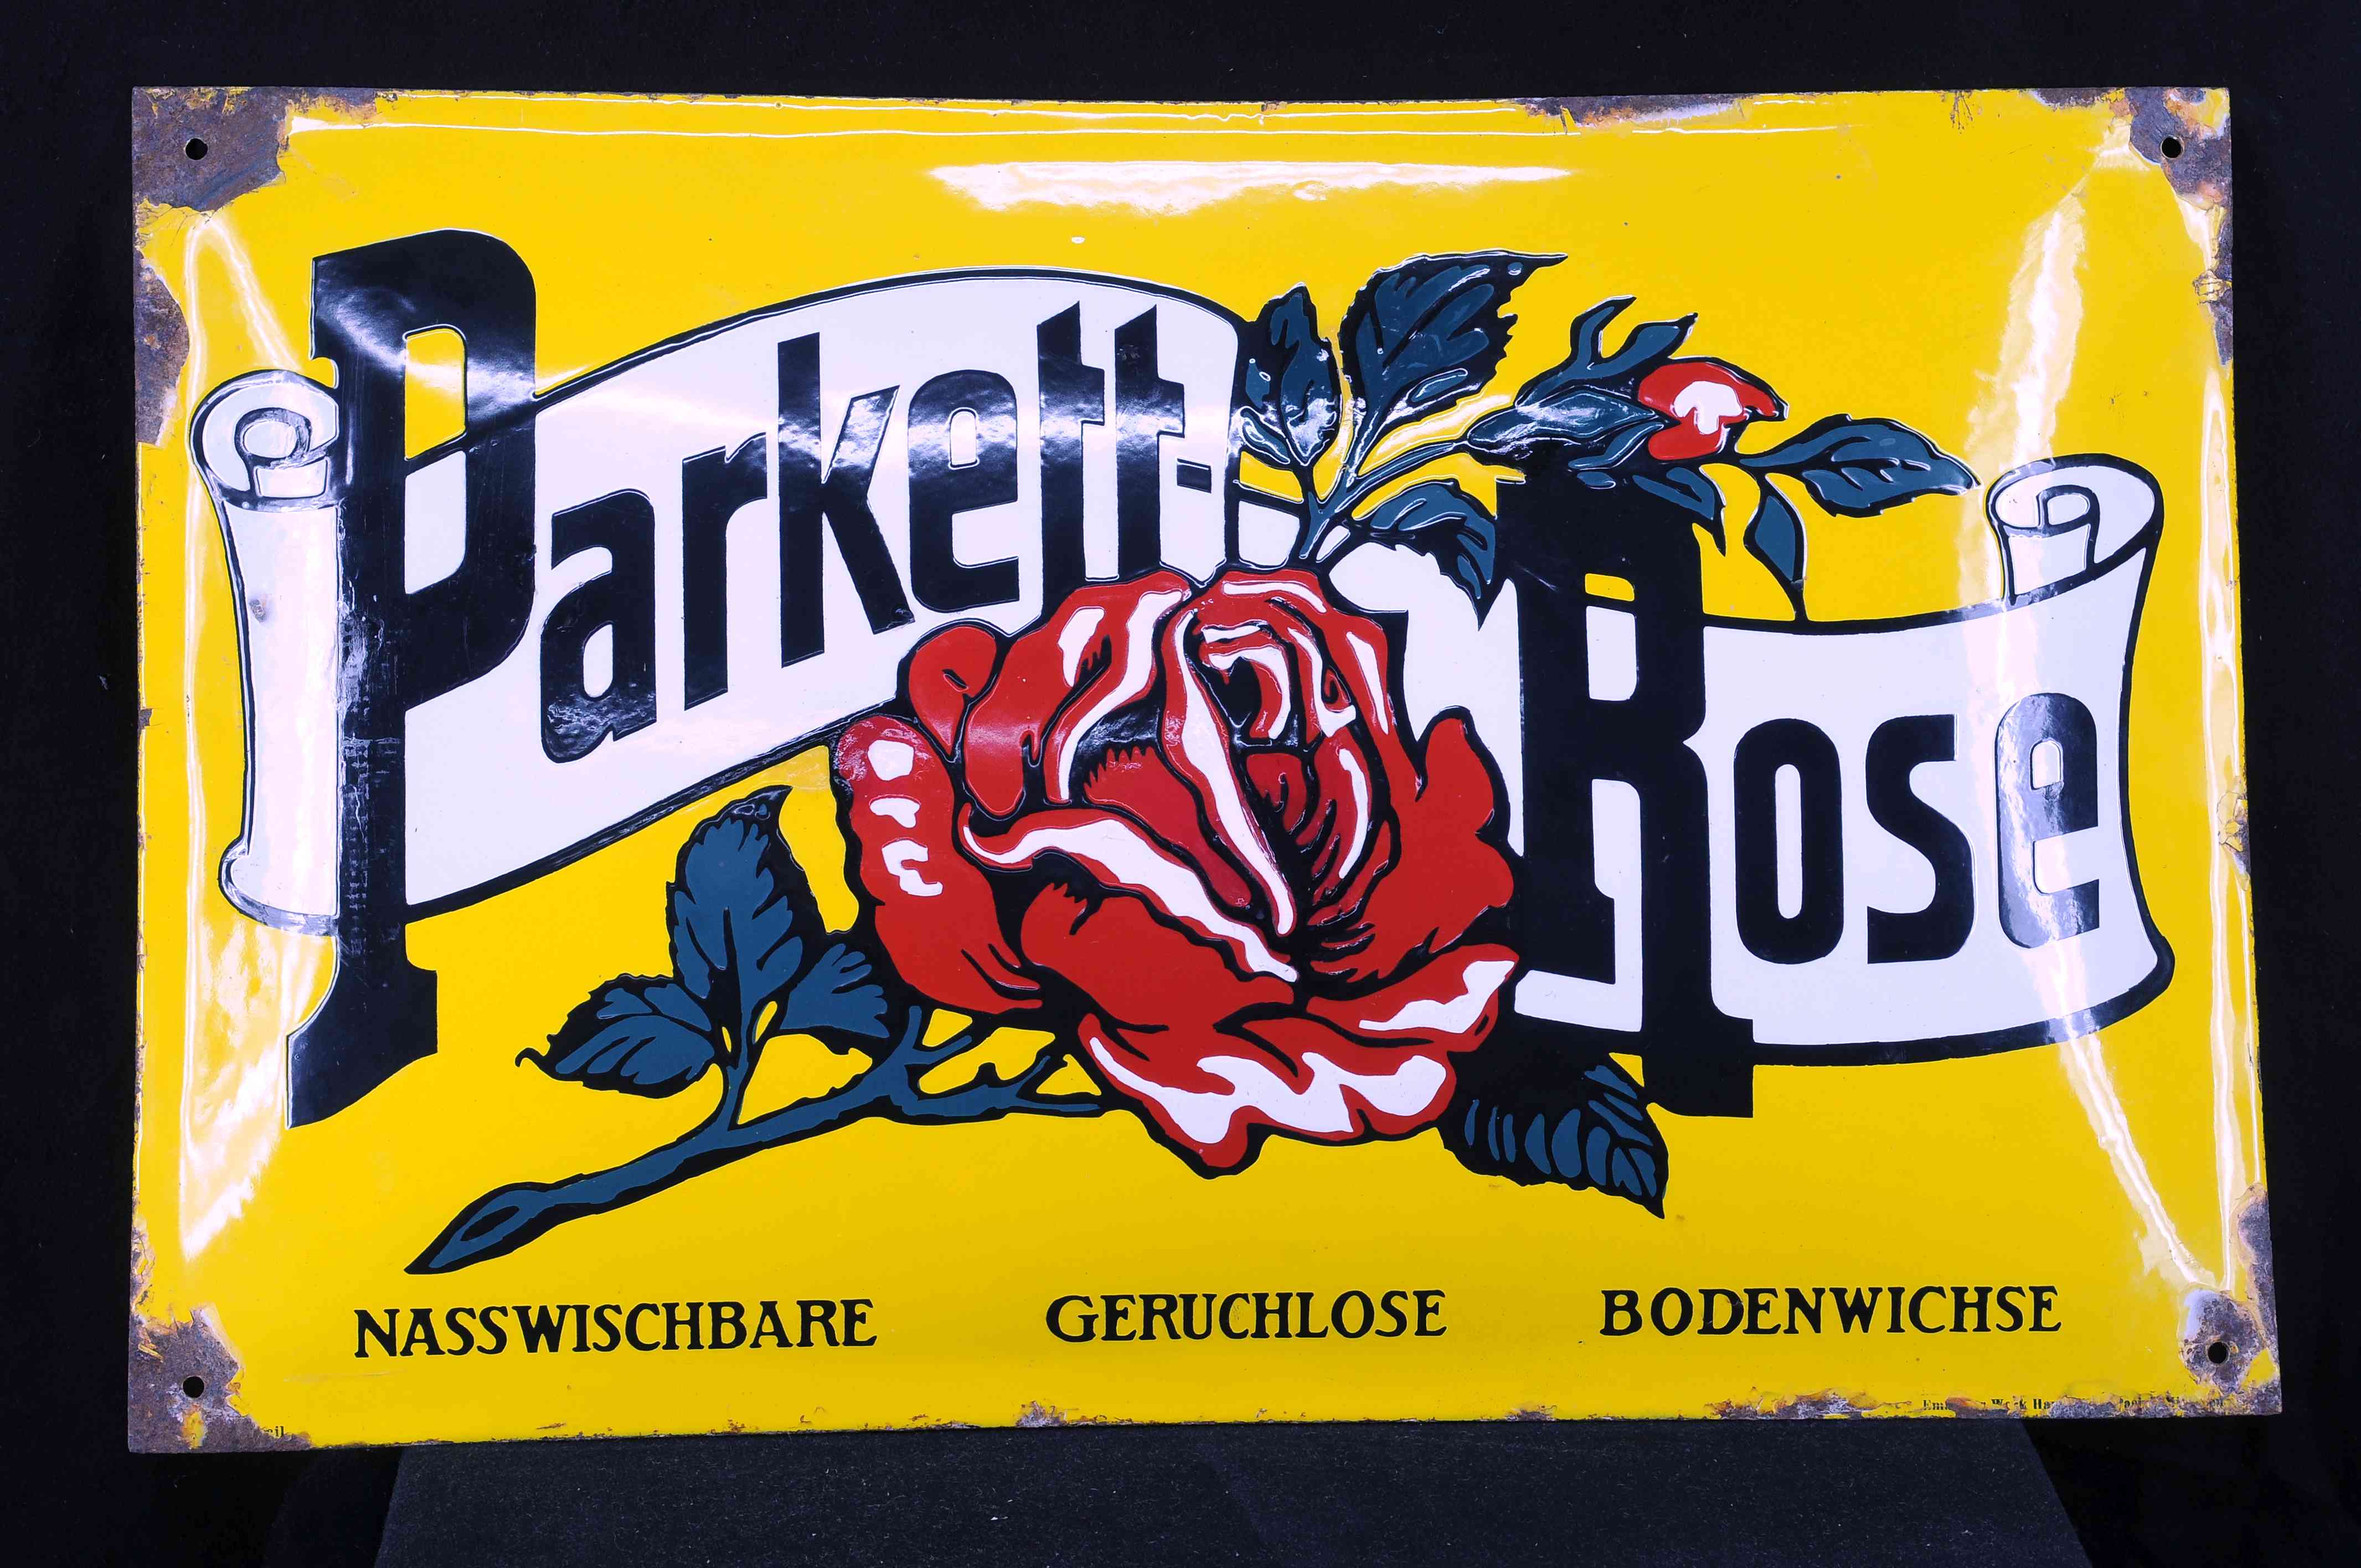 Parkett-
Rose
NASSWISCHBARE GERUCHLOSE BODENWICHSE